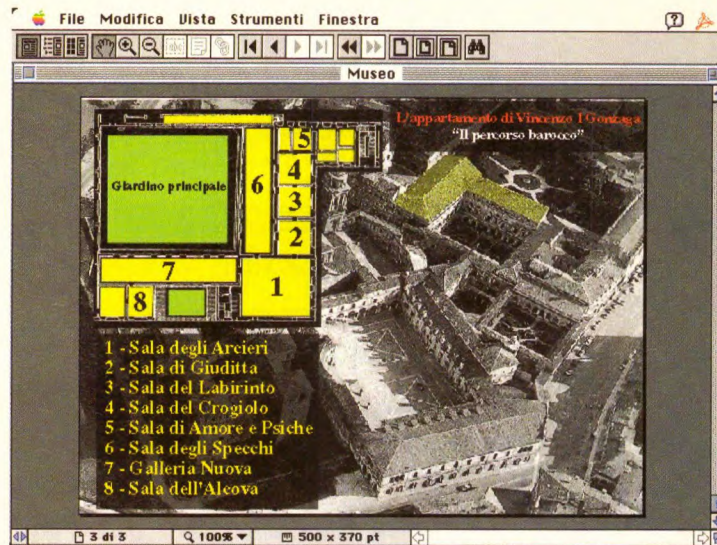 File Modifica Vista Strumenti Finestra
Museo
L'appartamento di Vincenzo I Gonzaga
"Il percorso barocco"
Giardino principale
5
4
6
3
2
7
1
8
1 - Sala degli Arcieri
2 - Sala di Giuditta
3 - Sala del Labirinto
4 - Sala del Crogiolo
5 - Sala di Amore e Psiche
6 - Sala degli Specchi
7 - Galleria Nuova
8 - Sala dell'Alcova
3 di 3
100%
500 x 370 pt